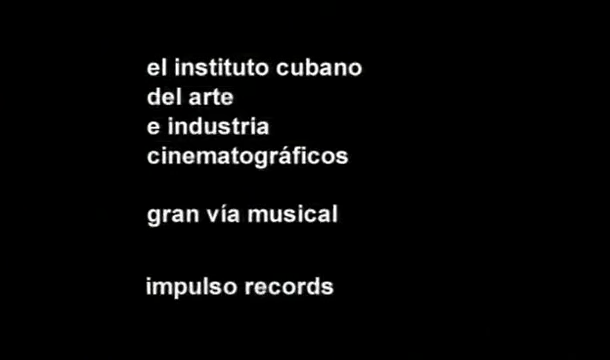 el instituto cubano
del arte
e industria
cinematográficos
gran vía musical
impulso records